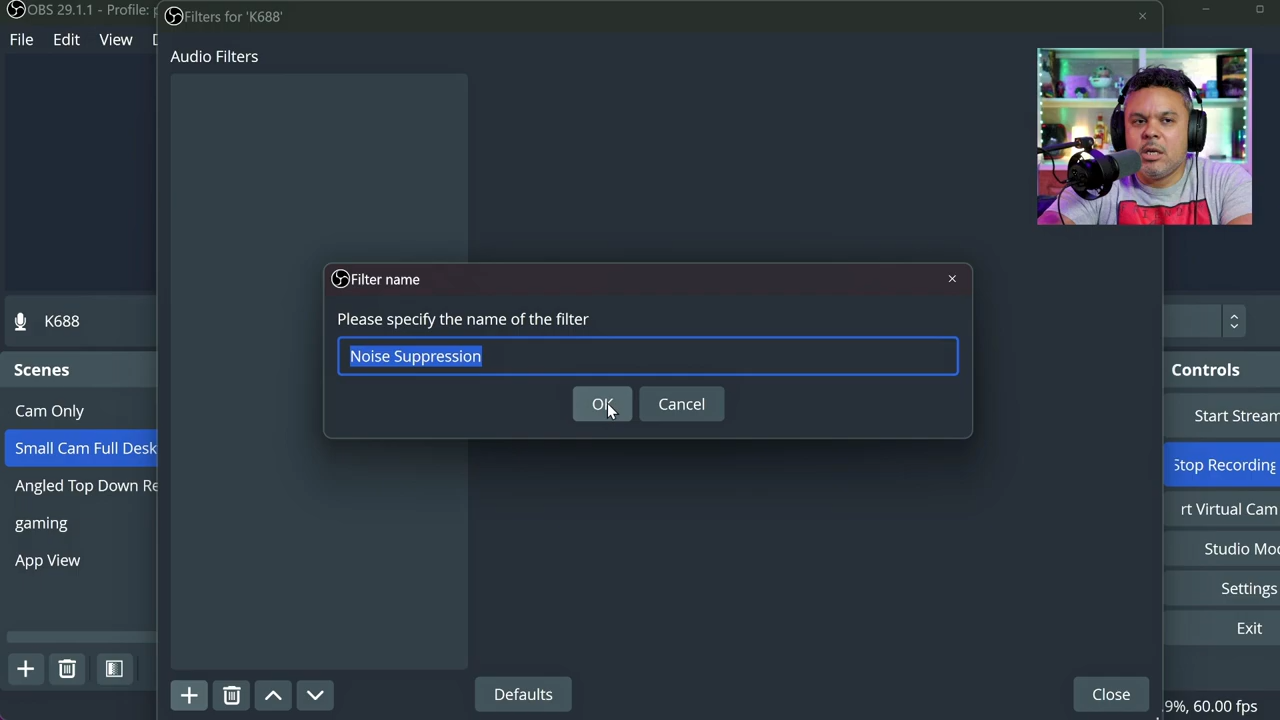 OBS 29.1.1 - Profile:
Filters for 'K688'
File Edit View
Audio Filters
Filter name
Please specify the name of the filter
Noise Suppression
OK Cancel
K688
Scenes
Cam Only
Small Cam Full Desk
Angled Top Down Re
gaming
App View
Controls
Start Stream
Stop Recording
rt Virtual Cam
Studio Mo
Settings
Exit
Defaults
Close
9%, 60.00 fps